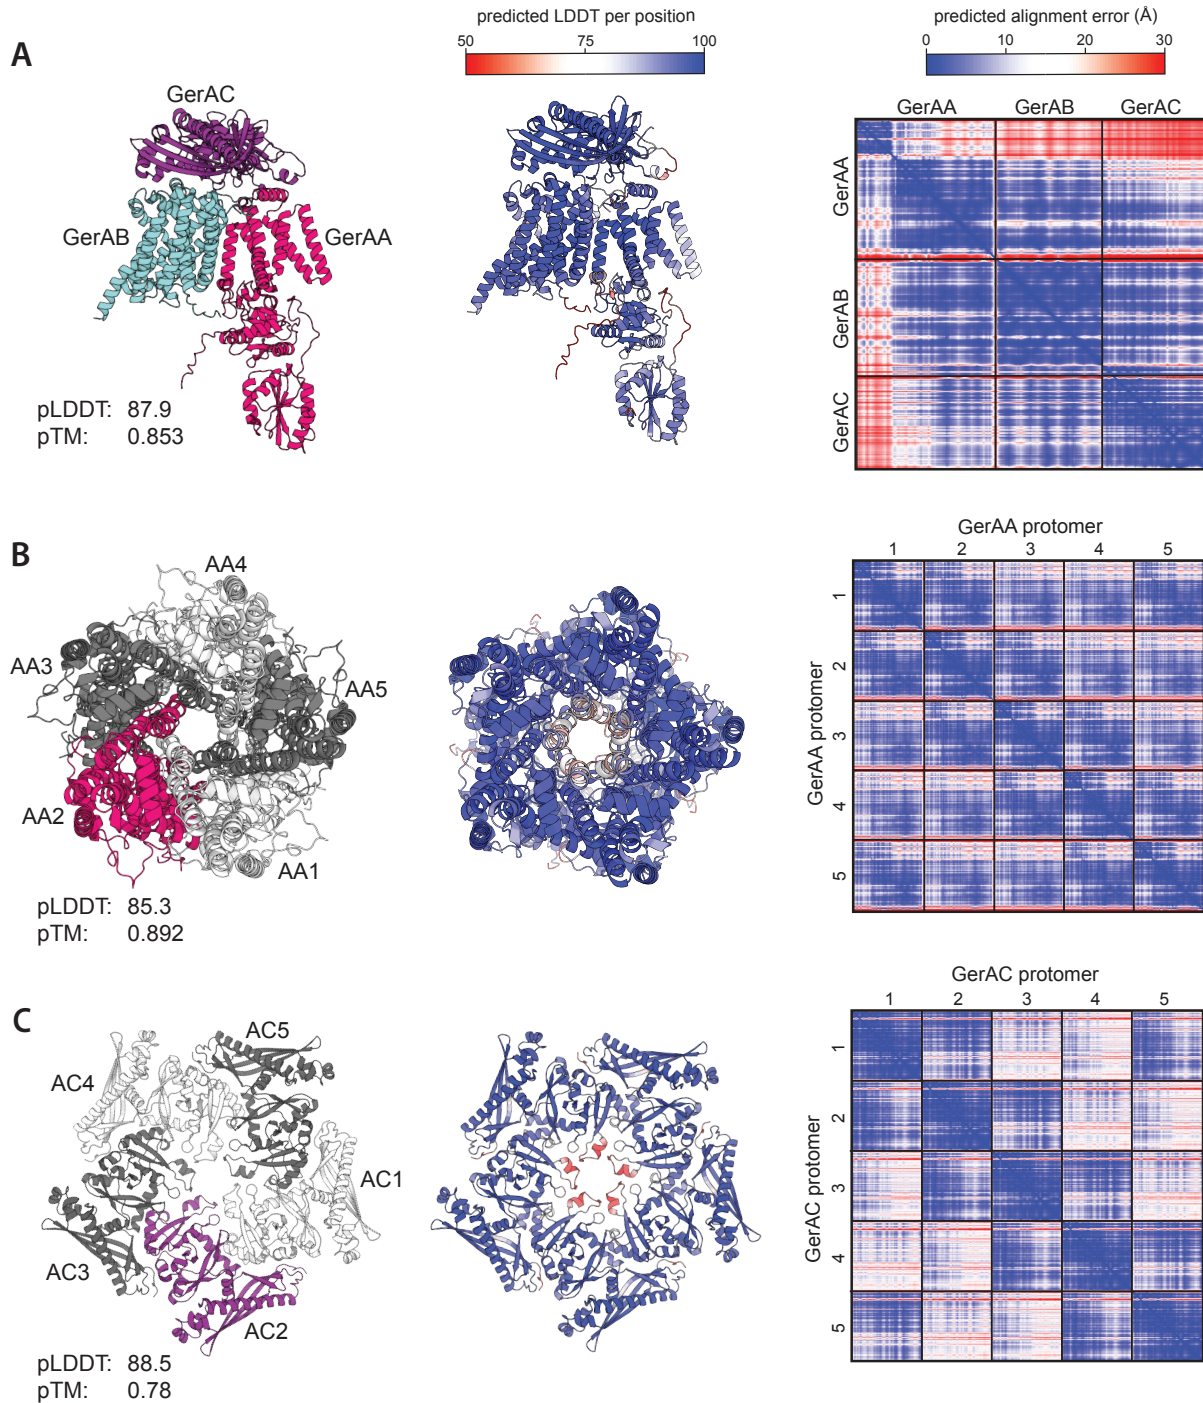 predicted LDDT per position
50 75 100
predicted alignment error (Å)
0 10 20 30
A
GerAC
GerAB
GerAA
pLDDT: 87.9
pTM: 0.853
GerAA GerAB GerAC
GerAA
GerAB
GerAC
B
AA4
AA3
AA5
AA2
AA1
pLDDT: 85.3
pTM: 0.892
GerAA protomer
1 2 3 4 5
GerAA protomer
1
2
3
4
5
C
AC5
AC4
AC1
AC3
AC2
pLDDT: 88.5
pTM: 0.78
GerAC protomer
1 2 3 4 5
GerAC protomer
1
2
3
4
5